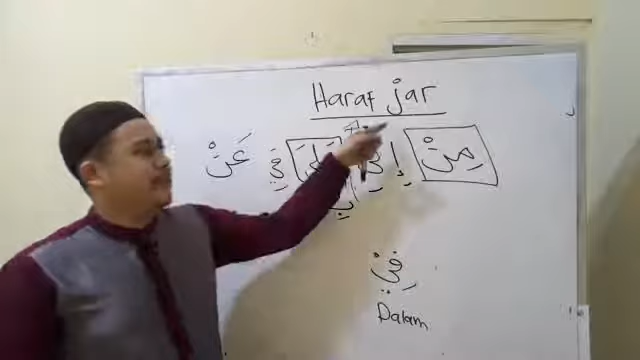 Haraf jar
مِنْ إِلَى عَلَى فِي عَنْ
فِيْ
Dalam